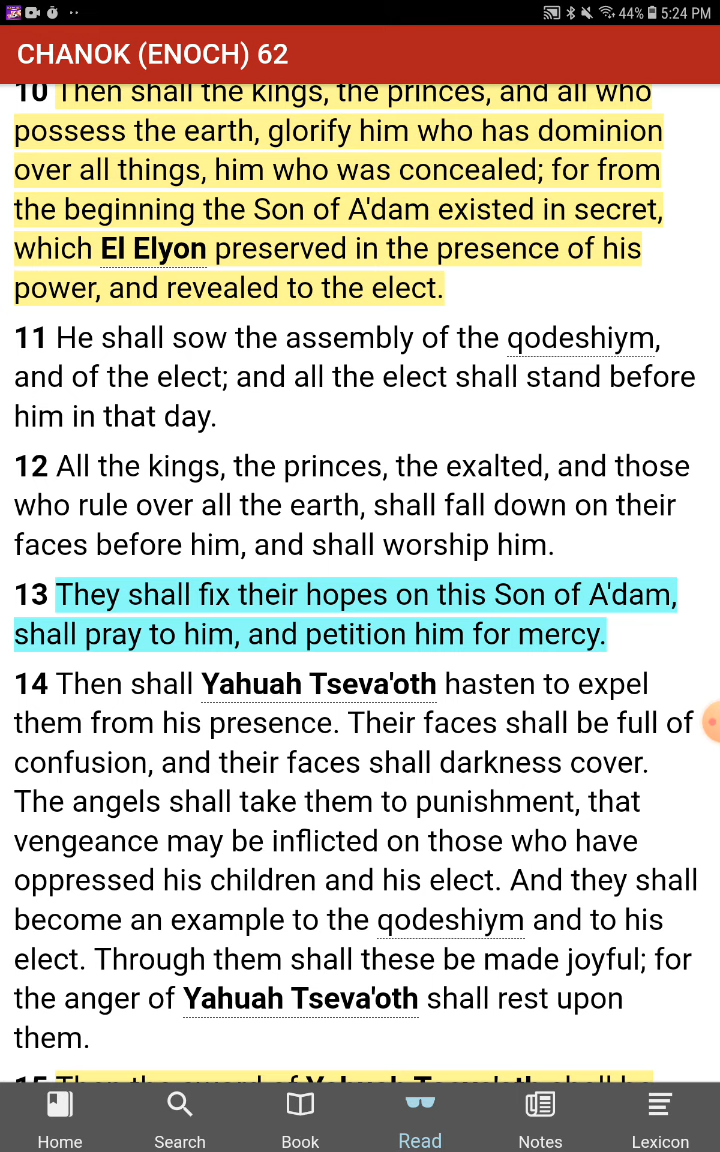 44% 5:24 PM
CHANOK (ENOCH) 62
10 Then shall the kings, the princes, and all who
possess the earth, glorify him who has dominion
over all things, him who was concealed; for from
the beginning the Son of A'dam existed in secret,
which El Elyon preserved in the presence of his
power, and revealed to the elect.
11 He shall sow the assembly of the qodeshiym,
and of the elect; and all the elect shall stand before
him in that day.
12 All the kings, the princes, the exalted, and those
who rule over all the earth, shall fall down on their
faces before him, and shall worship him.
13 They shall fix their hopes on this Son of A'dam,
shall pray to him, and petition him for mercy.
14 Then shall Yahuah Tseva'oth hasten to expel
them from his presence. Their faces shall be full of
confusion, and their faces shall darkness cover.
The angels shall take them to punishment, that
vengeance may be inflicted on those who have
oppressed his children and his elect. And they shall
become an example to the qodeshiym and to his
elect. Through them shall these be made joyful; for
the anger of Yahuah Tseva'oth shall rest upon
them.
15 Then the sword of Yahuah Tseva'oth shall be
Home Search Book Read Notes Lexicon